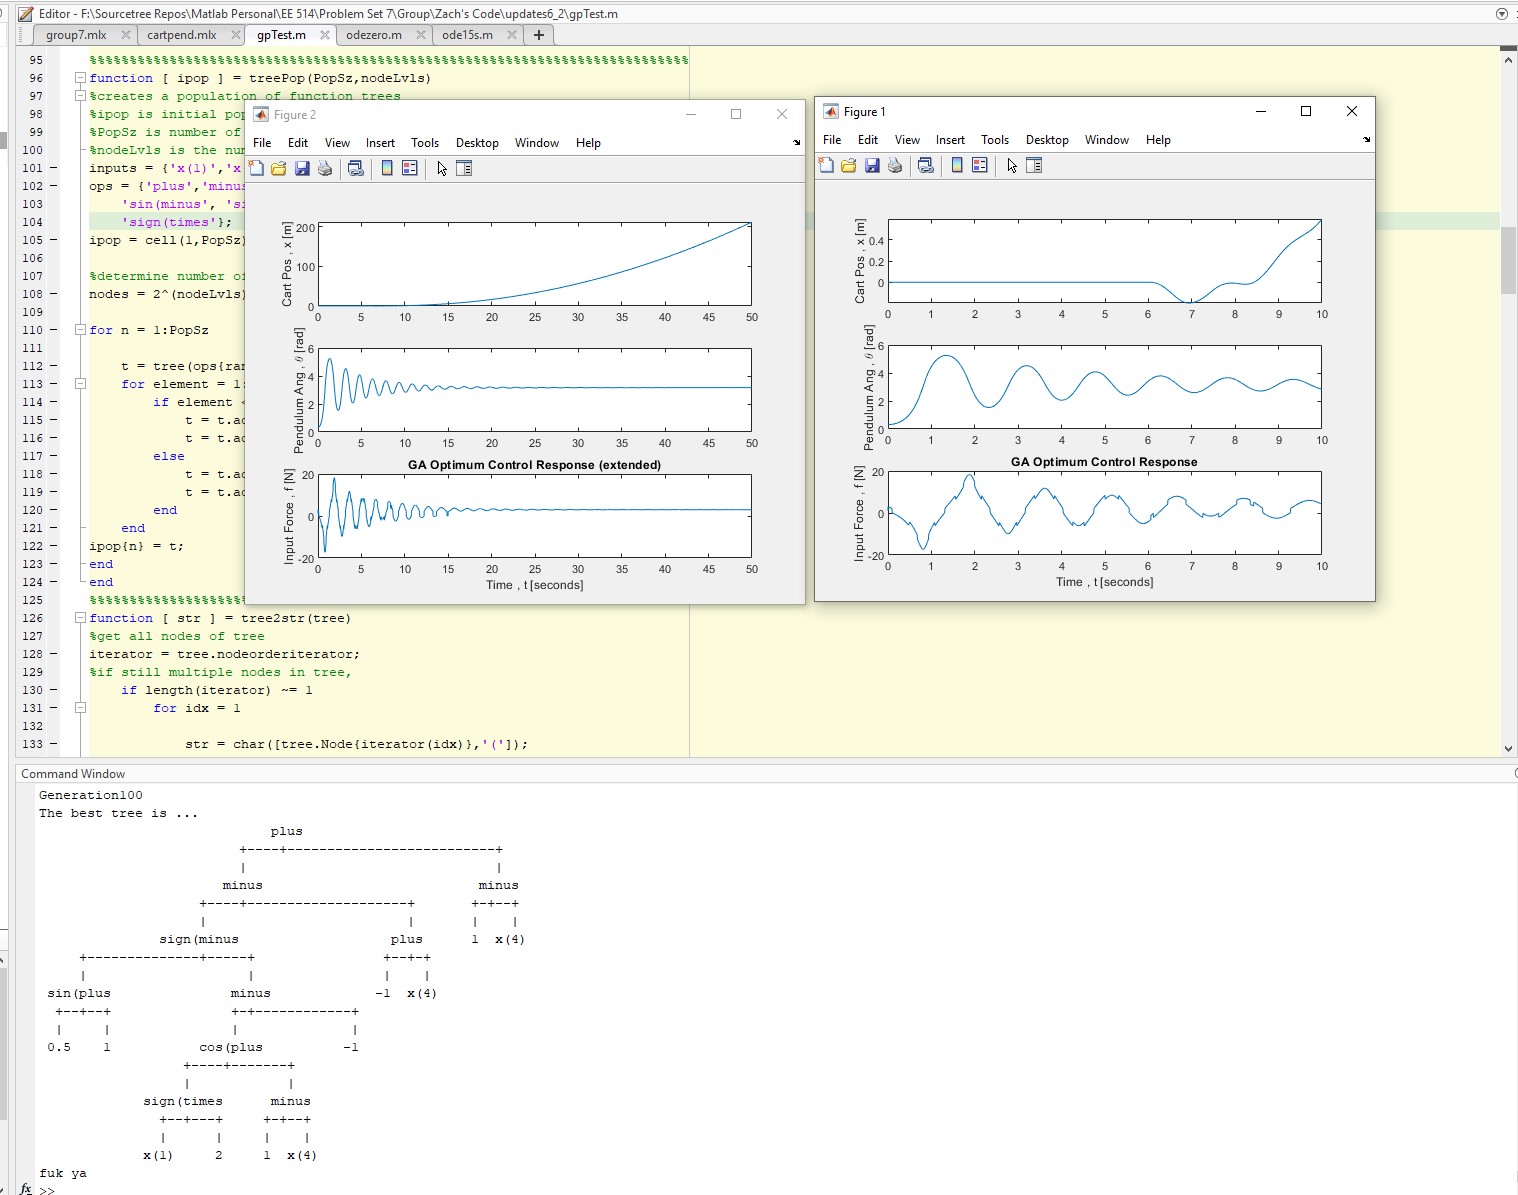 Editor - F:\Sourcetree Repos\Matlab Personal\EE 514\Problem Set 7\Group\Zach's Code\updates6_2\gpTest.m
group7.mlx cartpend.mlx gpTest.m odezero.m ode15s.m +
95 %%%%%%%%%%%%%%%%%%%%%%%%%%%%%%%%%%%%%%%%%%%%%%%%%%%%%%%%%%%%%%%%%%%%%%%%%%%
96 function [ ipop ] = treePop(PopSz,nodeLvls)
97 %creates a population of function trees
98 %ipop is initial pop
99 %PopSz is number of
100 %nodeLvls is the num
101 inputs = {'x(1)','x
102 ops = {'plus','minus
103 'sin(minus', 'si
104 'sign(times'};
105 ipop = cell(1,PopSz)
106
107 %determine number of
108 nodes = 2^(nodeLvls)
109
110 for n = 1:PopSz
111
112 t = tree(ops{ran
113 for element = 1:
114 if element <
115 t = t.ad
116 t = t.ad
117 else
118 t = t.ad
119 t = t.ad
120 end
121 end
122 ipop{n} = t;
123 end
124 end
125 %%%%%%%%%%%%%%%%%%%%
126 function [ str ] = tree2str(tree)
127 %get all nodes of tree
128 iterator = tree.nodeorderiterator;
129 %if still multiple nodes in tree,
130 if length(iterator) ~= 1
131 for idx = 1
132
133 str = char([tree.Node{iterator(idx)},'(']);
Figure 2
File Edit View Insert Tools Desktop Window Help
Cart Pos , x [m]
200
100
0
0 5 10 15 20 25 30 35 40 45 50
Pendulum Ang , θ [rad]
6
4
2
0
0 5 10 15 20 25 30 35 40 45 50
GA Optimum Control Response (extended)
Input Force , f [N]
20
0
-20
0 5 10 15 20 25 30 35 40 45 50
Time , t [seconds]
Figure 1
File Edit View Insert Tools Desktop Window Help
Cart Pos , x [m]
0.4
0.2
0
0 1 2 3 4 5 6 7 8 9 10
Pendulum Ang , θ [rad]
6
4
2
0
0 1 2 3 4 5 6 7 8 9 10
GA Optimum Control Response
Input Force , f [N]
20
0
-20
0 1 2 3 4 5 6 7 8 9 10
Time , t [seconds]
Command Window
Generation100
The best tree is ...
plus
minus minus
sign(minus plus 1 x(4)
sin(plus minus -1 x(4)
0.5 1 cos(plus -1
sign(times minus
x(1) 2 1 x(4)
fuk ya
fx >>